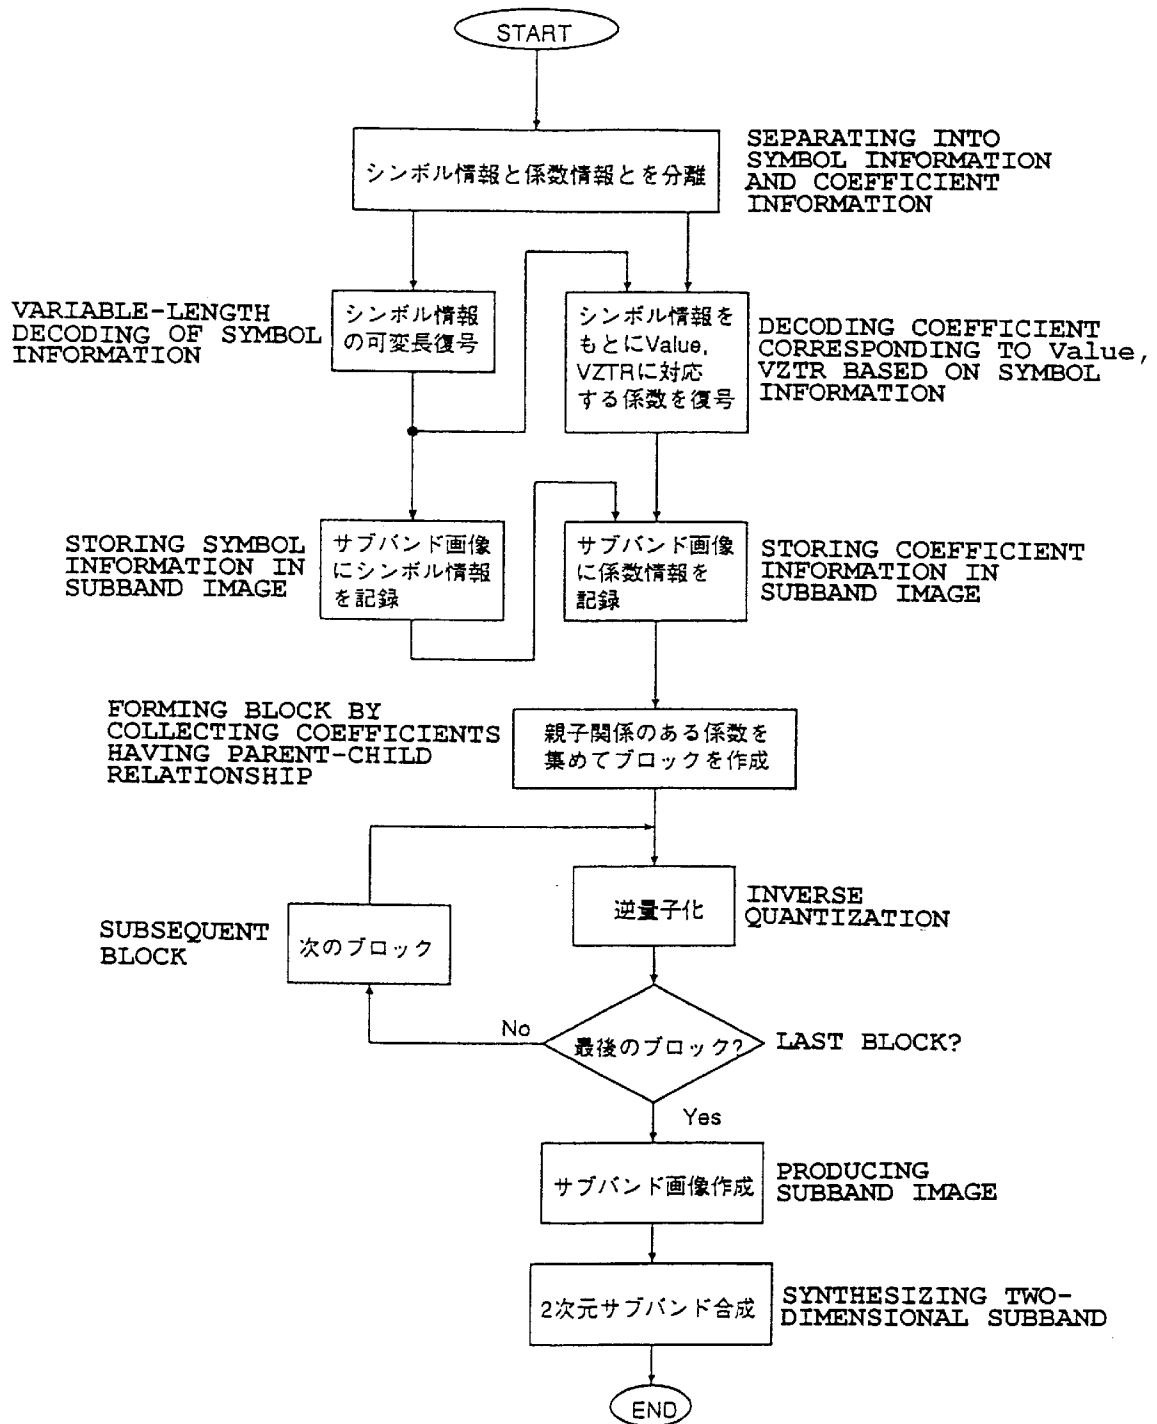 START
シンボル情報と係数情報とを分離
SEPARATING INTO
SYMBOL INFORMATION
AND COEFFICIENT
INFORMATION
VARIABLE-LENGTH
DECODING OF SYMBOL
INFORMATION
シンボル情報
の可変長復号
シンボル情報を
もとにValue,
VZTRに対応
する係数を復号
DECODING COEFFICIENT
CORRESPONDING TO Value,
VZTR BASED ON SYMBOL
INFORMATION
STORING SYMBOL
INFORMATION IN
SUBBAND IMAGE
サブバンド画像
にシンボル情報
を記録
サブバンド画像
に係数情報を
記録
STORING COEFFICIENT
INFORMATION IN
SUBBAND IMAGE
FORMING BLOCK BY
COLLECTING COEFFICIENTS
HAVING PARENT-CHILD
RELATIONSHIP
親子関係のある係数を
集めてブロックを作成
SUBSEQUENT
BLOCK
次のブロック
逆量子化
INVERSE
QUANTIZATION
No
最後のブロック?
LAST BLOCK?
Yes
サブバンド画像作成
PRODUCING
SUBBAND IMAGE
2次元サブバンド合成
SYNTHESIZING TWO-
DIMENSIONAL SUBBAND
END